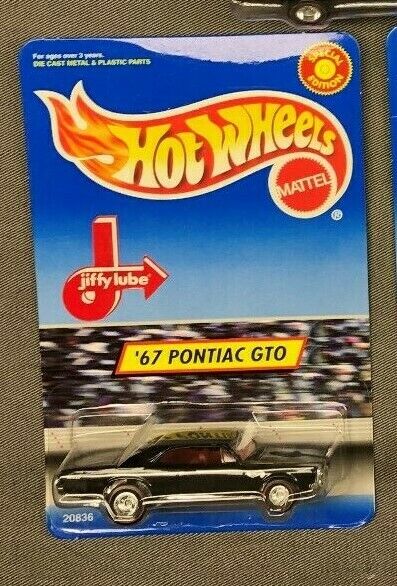 For ages over 3 years.
DIE CAST METAL & PLASTIC PARTS
SPECIAL
EDITION
Hot Wheels
MATTEL
®
jiffy lube
'67 PONTIAC GTO
20836